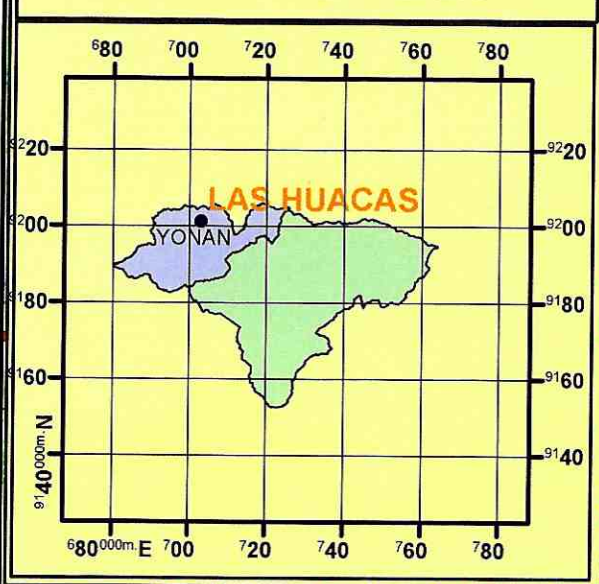 ⁶80 ⁷00 ⁷20 ⁷40 ⁷60 ⁷80
⁹²20 ⁹²20
LAS HUACAS
⁹²00 ⁹²00
YONAN
⁹¹80 ⁹¹80
⁹¹60 ⁹¹60
⁹¹40⁰⁰⁰ᵐ·N ⁹¹40
⁶80⁰⁰⁰ᵐ·E ⁷00 ⁷20 ⁷40 ⁷60 ⁷80